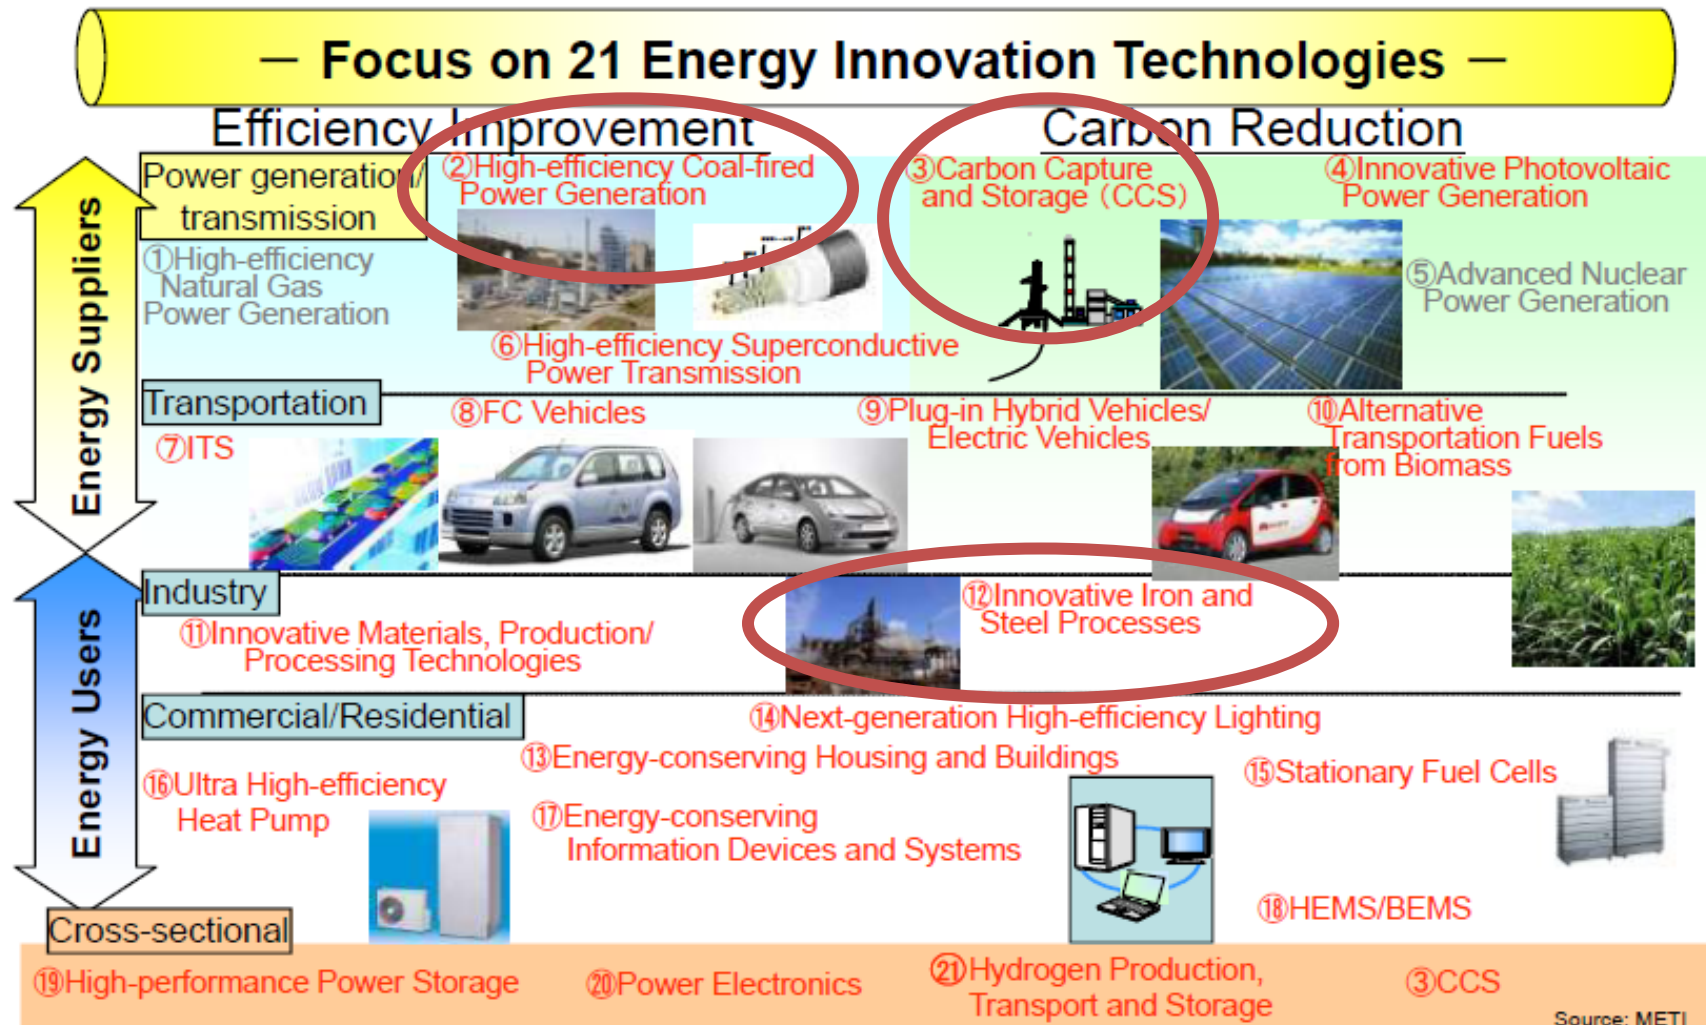 — Focus on 21 Energy Innovation Technologies —
Efficiency Improvement
Carbon Reduction
Energy Suppliers
Power generation/
transmission
①High-efficiency
Natural Gas
Power Generation
②High-efficiency Coal-fired
Power Generation
③Carbon Capture
and Storage (CCS)
④Innovative Photovoltaic
Power Generation
⑤Advanced Nuclear
Power Generation
⑥High-efficiency Superconductive
Power Transmission
Transportation
⑦ITS
⑧FC Vehicles
⑨Plug-in Hybrid Vehicles/
Electric Vehicles
⑩Alternative
Transportation Fuels
from Biomass
Energy Users
Industry
⑪Innovative Materials, Production/
Processing Technologies
⑫Innovative Iron and
Steel Processes
Commercial/Residential
⑭Next-generation High-efficiency Lighting
⑬Energy-conserving Housing and Buildings
⑮Stationary Fuel Cells
⑯Ultra High-efficiency
Heat Pump
⑰Energy-conserving
Information Devices and Systems
⑱HEMS/BEMS
Cross-sectional
⑲High-performance Power Storage
⑳Power Electronics
㉑Hydrogen Production,
Transport and Storage
③CCS
Source: METI